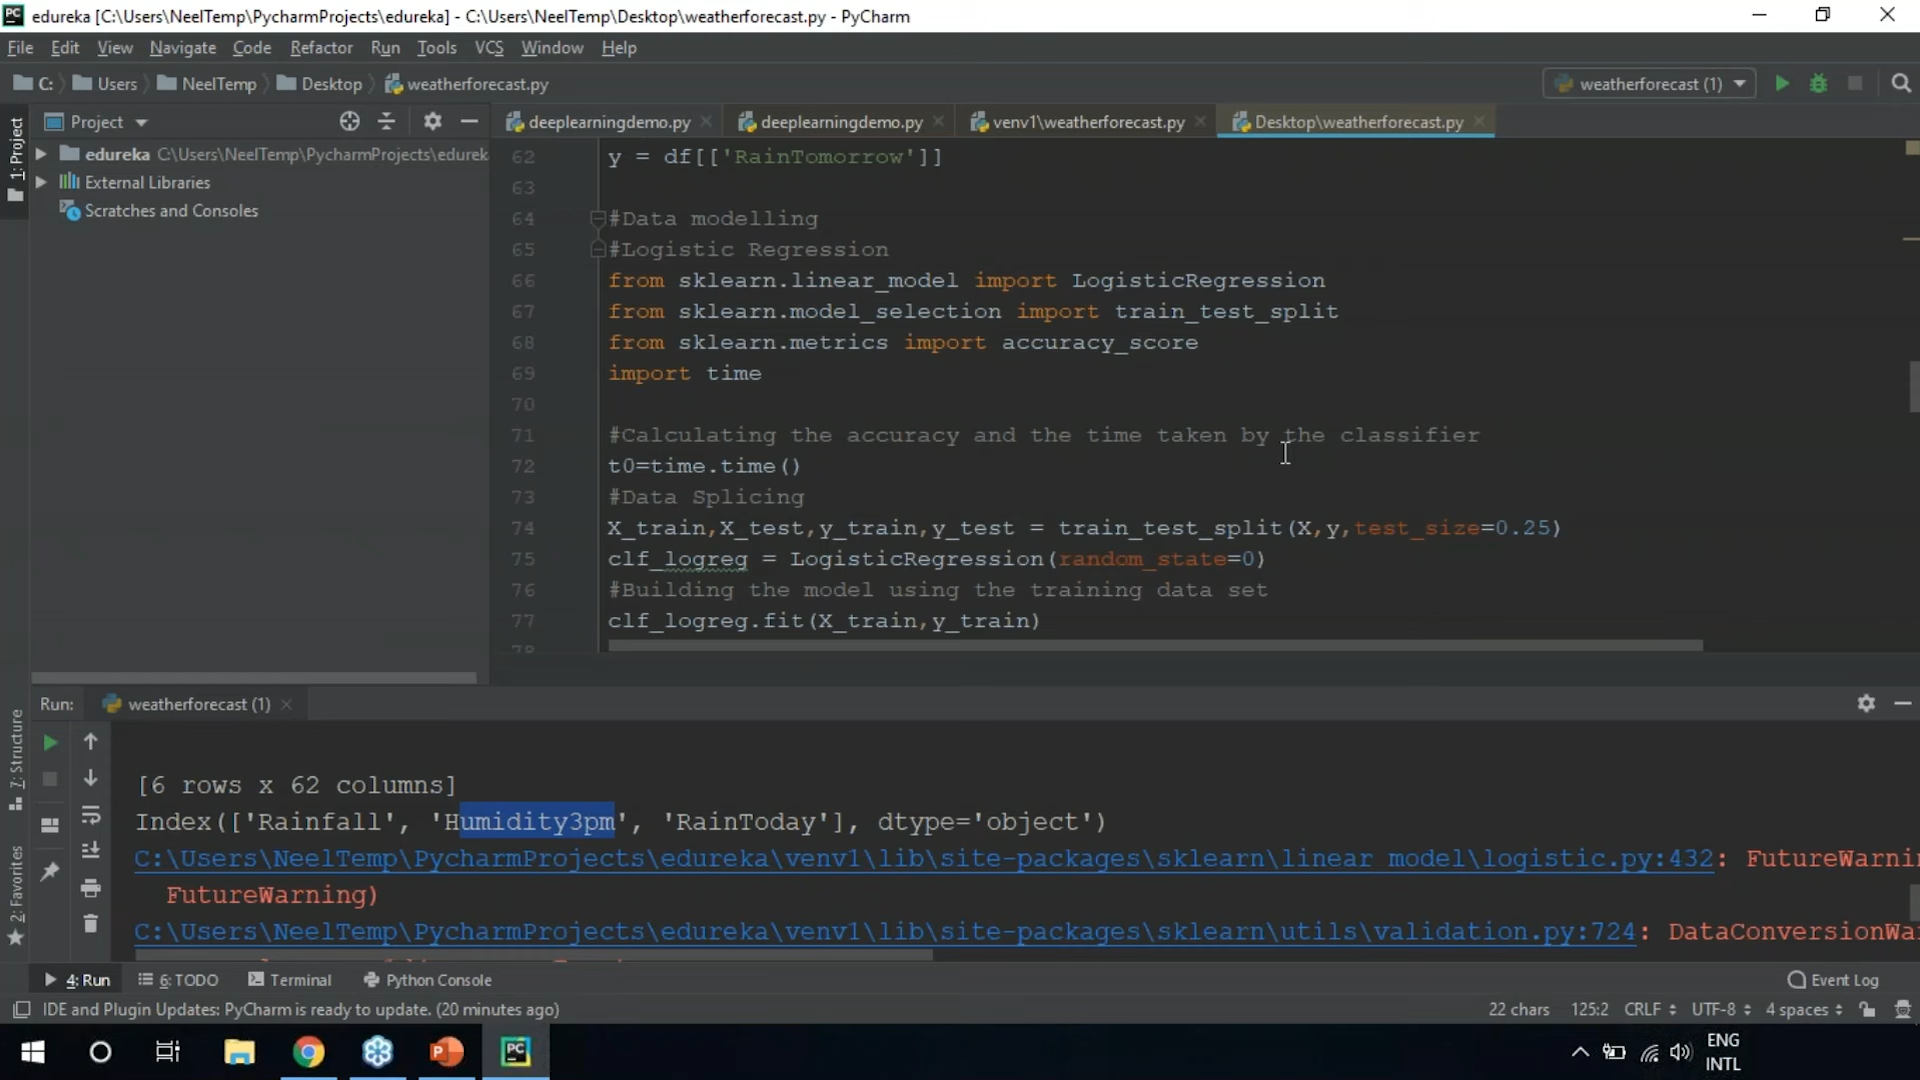 PC edureka [C:\Users\NeelTemp\PycharmProjects\edureka] - C:\Users\NeelTemp\Desktop\weatherforecast.py - PyCharm
File Edit View Navigate Code Refactor Run Tools VCS Window Help
C: Users NeelTemp Desktop weatherforecast.py weatherforecast (1)
1: Project
Project deeplearningdemo.py deeplearningdemo.py venv1\weatherforecast.py Desktop\weatherforecast.py
edureka C:\Users\NeelTemp\PycharmProjects\edurek
External Libraries
Scratches and Consoles
62 y = df[['RainTomorrow']]
63
64 #Data modelling
65 #Logistic Regression
66 from sklearn.linear_model import LogisticRegression
67 from sklearn.model_selection import train_test_split
68 from sklearn.metrics import accuracy_score
69 import time
70
71 #Calculating the accuracy and the time taken by the classifier
72 t0=time.time()
73 #Data Splicing
74 X_train,X_test,y_train,y_test = train_test_split(X,y,test_size=0.25)
75 clf_logreg = LogisticRegression(random_state=0)
76 #Building the model using the training data set
77 clf_logreg.fit(X_train,y_train)
Run: weatherforecast (1)
7: Structure
2: Favorites
[6 rows x 62 columns]
Index(['Rainfall', 'Humidity3pm', 'RainToday'], dtype='object')
C:\Users\NeelTemp\PycharmProjects\edureka\venv1\lib\site-packages\sklearn\linear_model\logistic.py:432: FutureWarni
FutureWarning)
C:\Users\NeelTemp\PycharmProjects\edureka\venv1\lib\site-packages\sklearn\utils\validation.py:724: DataConversionWa
4: Run 6: TODO Terminal Python Console Event Log
IDE and Plugin Updates: PyCharm is ready to update. (20 minutes ago) 22 chars 125:2 CRLF UTF-8 4 spaces
PC
ENG
INTL